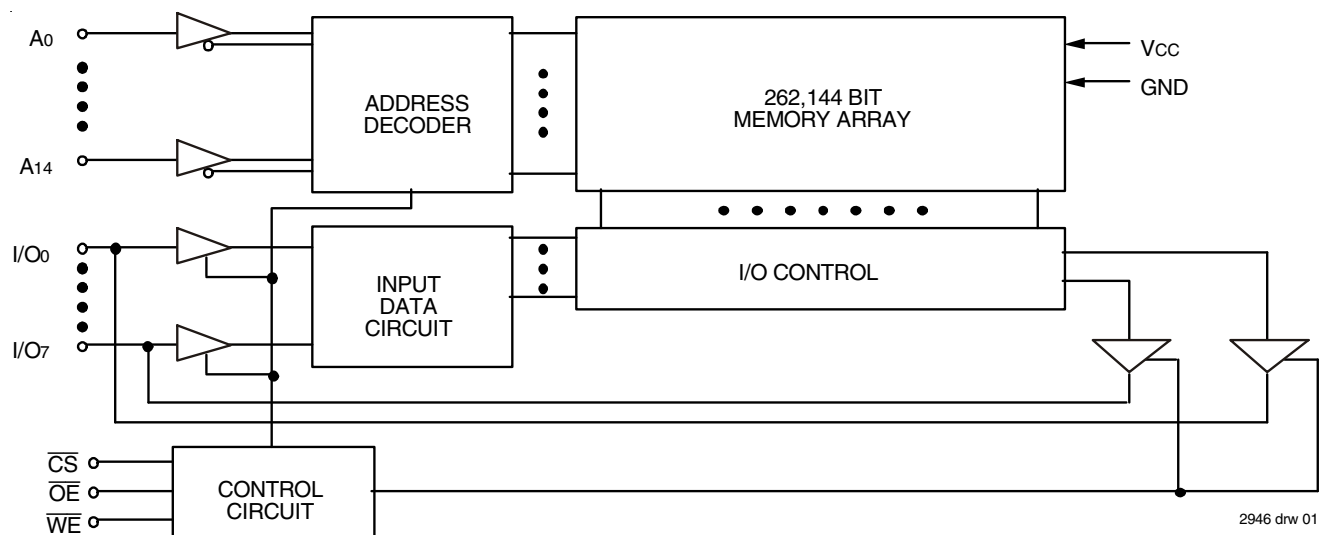 A0
VCC
GND
ADDRESS
DECODER
262,144 BIT
MEMORY ARRAY
A14
I/O0
INPUT
DATA
CIRCUIT
I/O CONTROL
I/O7
CS
OE
WE
CONTROL
CIRCUIT
2946 drw 01